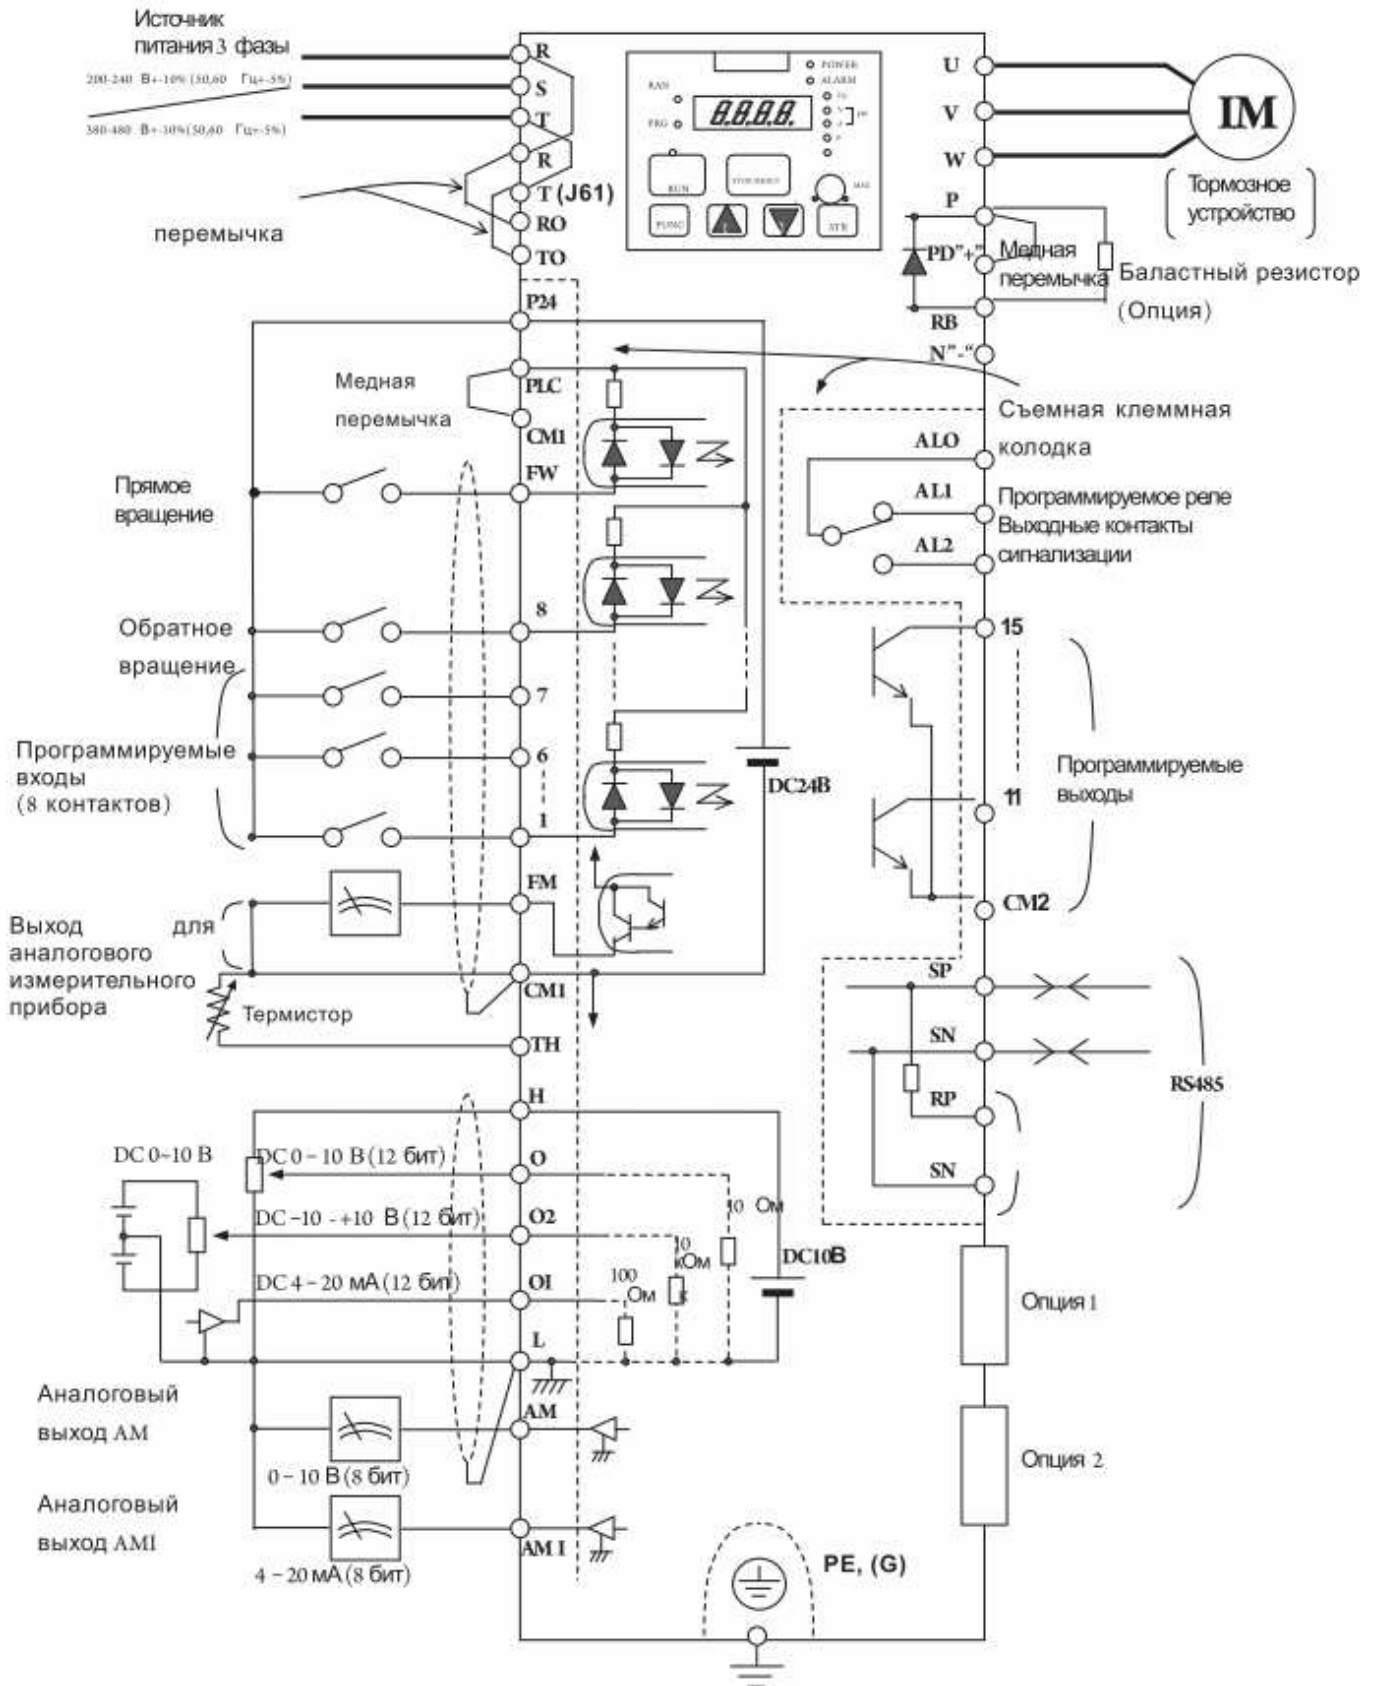 Источник
питания 3 фазы
200-240 В+-10% (50,60 Гц+-5%)
380-480 В+-10%(50,60 Гц+-5%)
перемычка
R
S
T
R
T (J61)
RO
TO
POWER
ALARM
PRG
RUN
STOP/RESET
FUNC
STR
8.8.8.8.
U
V
W
IM
P
PD"+"
RB
N"-“
Тормозное
устройство
Медная
перемычка
Баластный резистор
(Опция)
P24
PLC
CM1
Медная
перемычка
FW
Прямое
вращение
8
Обратное
вращение
7
6
1
Программируемые
входы
(8 контактов)
DC24В
Съемная клеммная
колодка
AL0
AL1
AL2
Программируемое реле
Выходные контакты
сигнализации
15
11
CM2
Программируемые
выходы
FM
Выход для
аналогового
измерительного
прибора
CM1
Термистор
TH
SP
SN
RP
SN
RS485
H
DC 0~10 В
DC 0 – 10 В (12 бит)
O
DC –10 - +10 В (12 бит)
O2
DC 4 – 20 мА (12 бит)
OI
L
100
Ом
кОм
Ом
DC10В
Опция 1
Аналоговый
выход AM
AM
0 – 10 В (8 бит)
Опция 2
Аналоговый
выход AMI
AM I
4 – 20 мА (8 бит)
PE, (G)